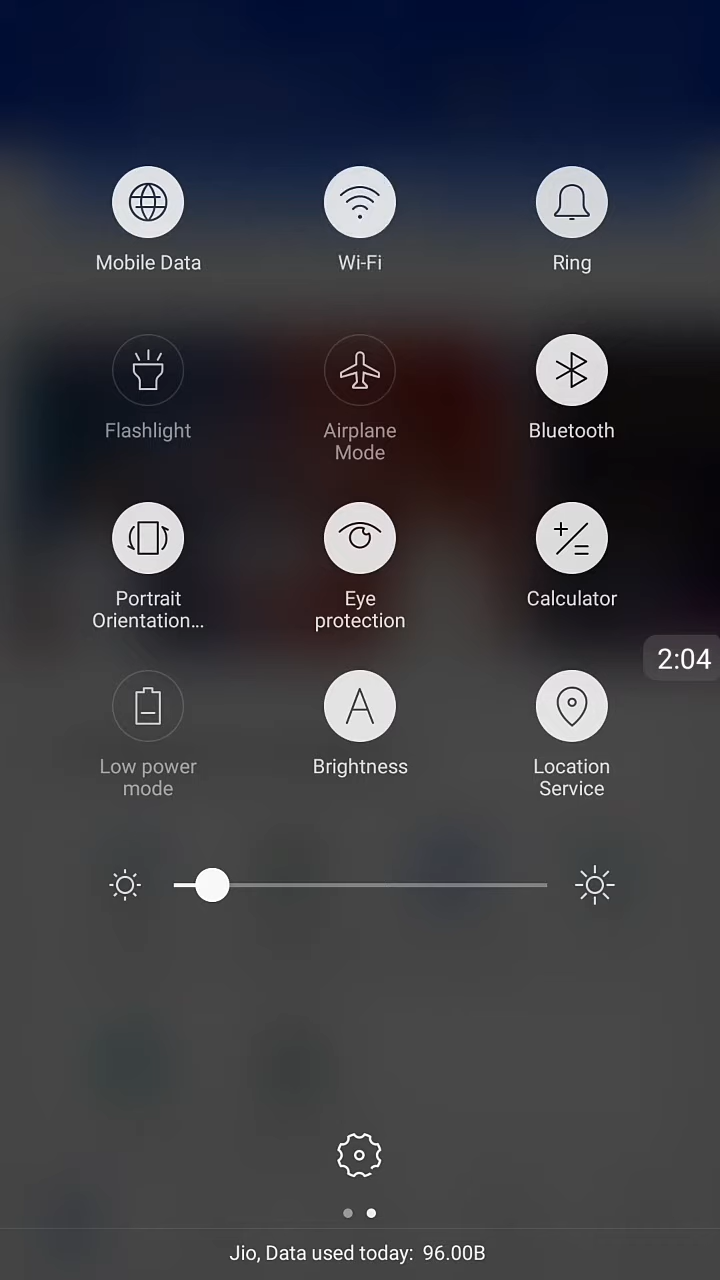 Mobile Data
Wi-Fi
Ring
Flashlight
Airplane
Mode
Bluetooth
Portrait
Orientation...
Eye
protection
Calculator
2:04
Low power
mode
Brightness
Location
Service
Jio, Data used today: 96.00B